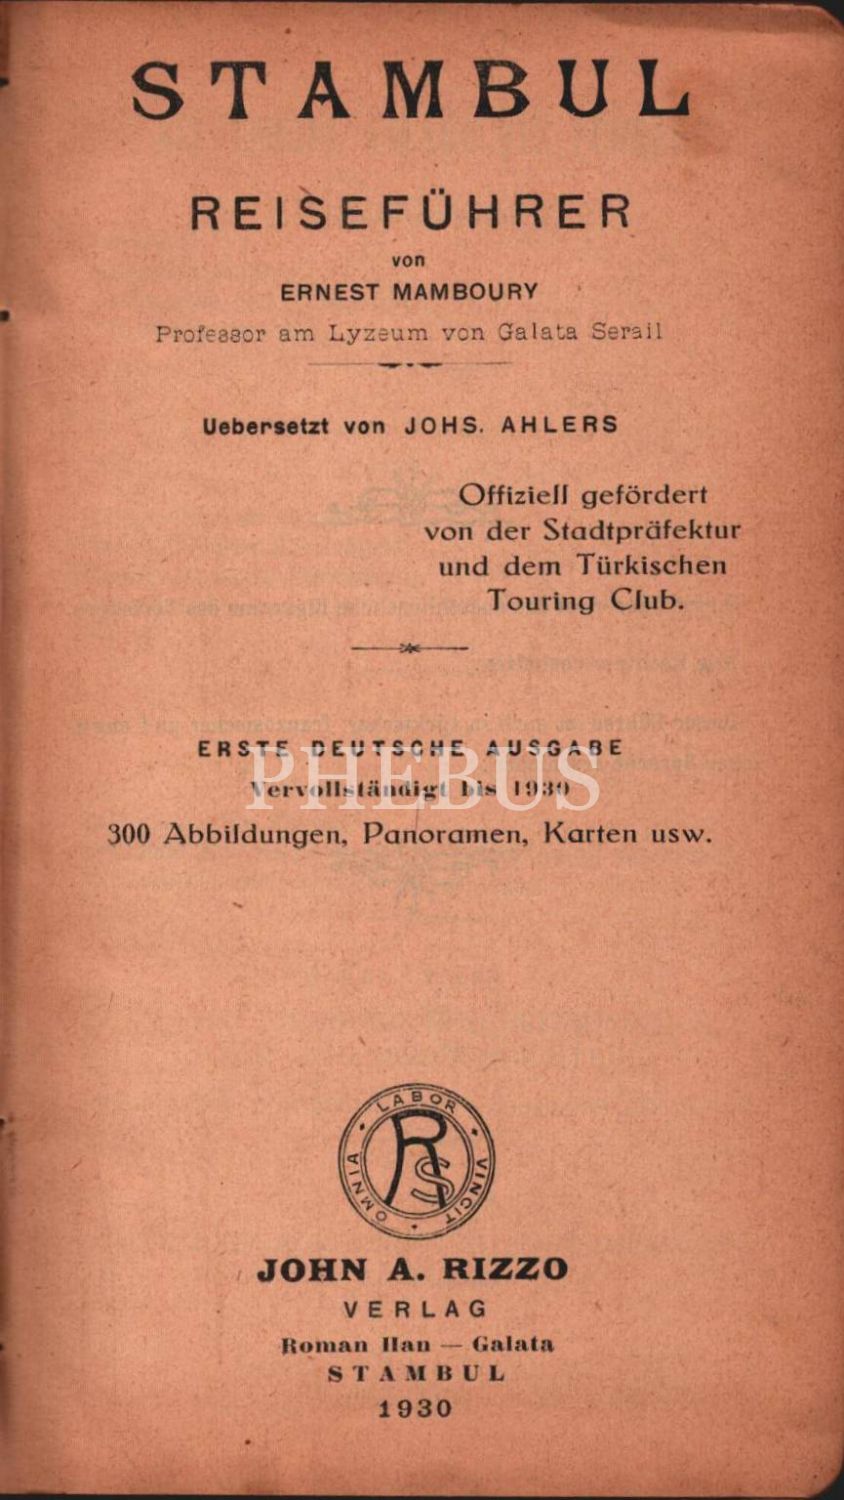 STAMBUL
REISEFÜHRER
von
ERNEST MAMBOURY
Professor am Lyzeum von Galata Serail
Uebersetzt von JOHS. AHLERS
Offiziell gefördert
von der Stadtpräfektur
und dem Türkischen
Touring Club.
ERSTE DEUTSCHE AUSGABE
PHEBUS
Vervollständigt bis 1930
300 Abbildungen, Panoramen, Karten usw.
OMNIA LABOR VINCIT
RS
JOHN A. RIZZO
VERLAG
Roman Han — Galata
STAMBUL
1930